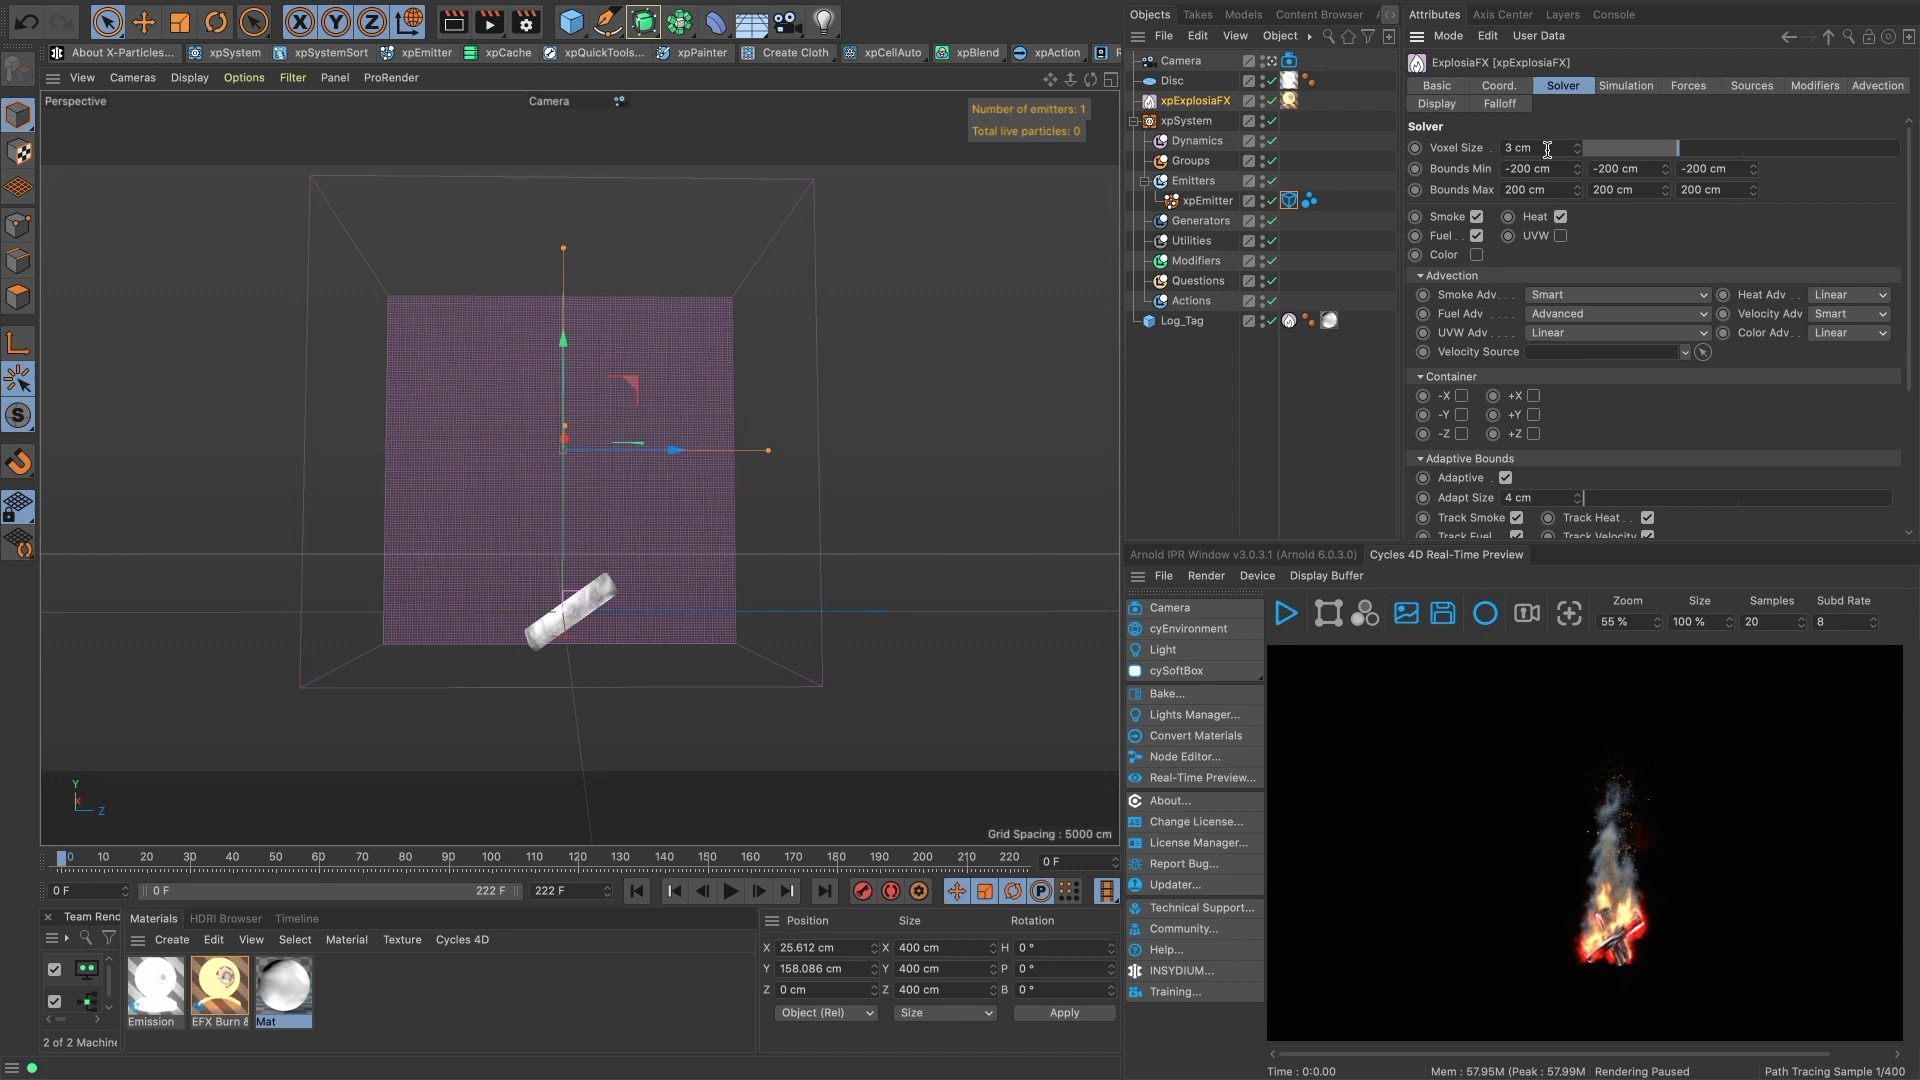 Objects Takes Models Content Browser
Attributes Axis Center Layers Console
File Edit View Object
Mode Edit User Data
About X-Particles... xpSystem xpSystemSort xpEmitter xpCache xpQuickTools... xpPainter Create Cloth... xpCellAuto xpBlend xpAction
View Cameras Display Options Filter Panel ProRender
Perspective
Camera
Number of emitters: 1
Total live particles: 0
Y
X
Z
Grid Spacing : 5000 cm
Camera
Disc
xpExplosiaFX
xpSystem
Dynamics
Groups
Emitters
xpEmitter
Generators
Utilities
Modifiers
Questions
Actions
Log_Tag
ExplosiaFX [xpExplosiaFX]
Basic Coord. Solver Simulation Forces Sources Modifiers Advection
Display Falloff
Solver
Voxel Size . 3 cm
Bounds Min -200 cm -200 cm -200 cm
Bounds Max 200 cm 200 cm 200 cm
Smoke Heat
Fuel . . UVW
Color
Advection
Smoke Adv. . . . Smart Heat Adv . . Linear
Fuel Adv . . . . Advanced Velocity Adv Smart
UVW Adv. . . . . Linear Color Adv. . Linear
Velocity Source
Container
-X +X
-Y +Y
-Z +Z
Adaptive Bounds
Adaptive .
Adapt Size 4 cm
Track Smoke Track Heat . .
Track Fuel Track Velocity
Arnold IPR Window v3.0.3.1 (Arnold 6.0.3.0) Cycles 4D Real-Time Preview
File Render Device Display Buffer
Camera
cyEnvironment
Light
cySoftBox
Bake...
Lights Manager...
Convert Materials
Node Editor...
Real-Time Preview...
About...
Change License...
License Manager...
Report Bug...
Updater...
Technical Support...
Community...
Help...
INSYDIUM...
Training...
Zoom Size Samples Subd Rate
55 % 100 % 20 8
Time : 0:0.00 Mem : 57.95M (Peak : 57.99M Rendering Paused Path Tracing Sample 1/400
0 10 20 30 40 50 60 70 80 90 100 110 120 130 140 150 160 170 180 190 200 210 220 0 F
0 F 0 F 222 F 222 F
Team Rend
2 of 2 Machine
Materials HDRI Browser Timeline
Create Edit View Select Material Texture Cycles 4D
Emission EFX Burn & Mat
Position Size Rotation
X 25.612 cm X 400 cm H 0 °
Y 158.086 cm Y 400 cm P 0 °
Z 0 cm Z 400 cm B 0 °
Object (Rel) Size Apply